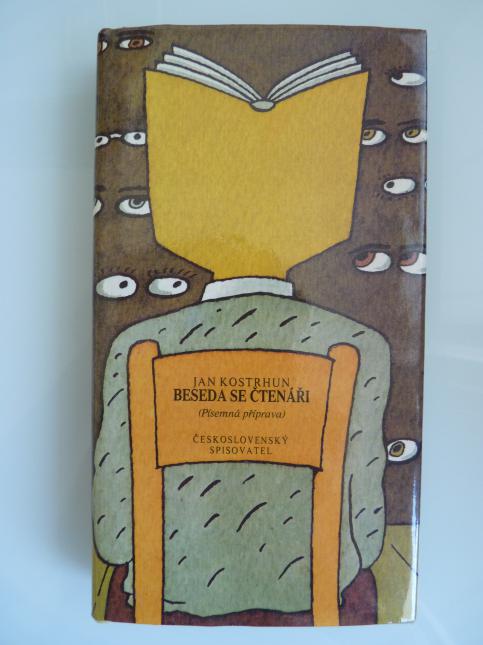 JAN KOSTRHUN
BESEDA SE ČTENÁŘI
(Písemná příprava)
ČESKOSLOVENSKÝ
SPISOVATEL